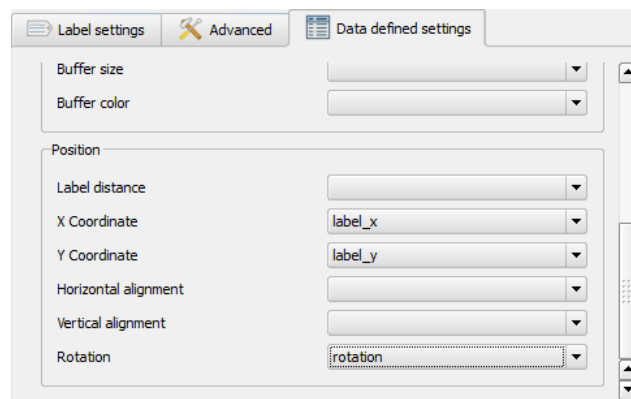 Label settings Advanced Data defined settings
Buffer size
Buffer color
Position
Label distance
X Coordinate label_x
Y Coordinate label_y
Horizontal alignment
Vertical alignment
Rotation rotation